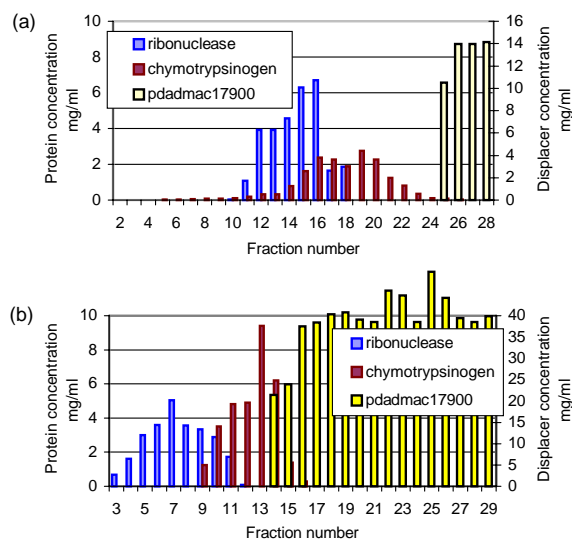 (a)
10
8
6
4
2
0
Protein concentration
mg/ml
ribonuclease
chymotrypsinogen
pdadmac17900
16
14
12
10
8
6
4
2
0
Displacer concentration
mg/ml
2 4 6 8 10 12 14 16 18 20 22 24 26 28
Fraction number
(b)
10
8
6
4
2
0
Protein concentration
mg/ml
ribonuclease
chymotrypsinogen
pdadmac17900
40
35
30
25
20
15
10
5
0
Displacer concentration
mg/ml
3 5 7 9 11 13 15 17 19 21 23 25 27 29
Fraction number